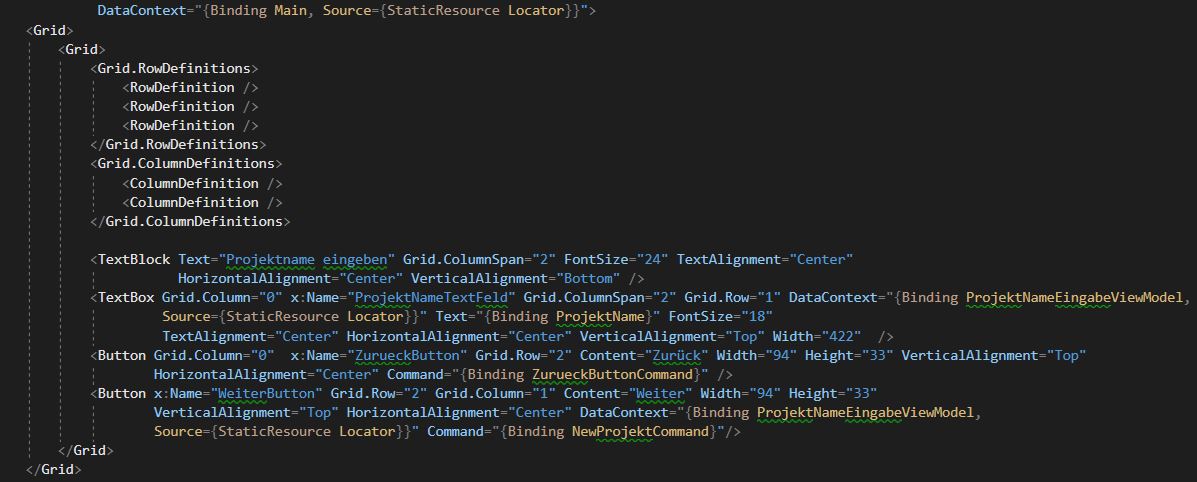 DataContext="{Binding Main, Source={StaticResource Locator}}">
<Grid>
<Grid>
<Grid.RowDefinitions>
<RowDefinition />
<RowDefinition />
<RowDefinition />
</Grid.RowDefinitions>
<Grid.ColumnDefinitions>
<ColumnDefinition />
<ColumnDefinition />
</Grid.ColumnDefinitions>
<TextBlock Text="Projektname eingeben" Grid.ColumnSpan="2" FontSize="24" TextAlignment="Center"
HorizontalAlignment="Center" VerticalAlignment="Bottom" />
<TextBox Grid.Column="0" x:Name="ProjektNameTextFeld" Grid.ColumnSpan="2" Grid.Row="1" DataContext="{Binding ProjektNameEingabeViewModel,
Source={StaticResource Locator}}" Text="{Binding ProjektName}" FontSize="18"
TextAlignment="Center" HorizontalAlignment="Center" VerticalAlignment="Top" Width="422"  />
<Button Grid.Column="0"  x:Name="ZurueckButton" Grid.Row="2" Content="Zurück" Width="94" Height="33" VerticalAlignment="Top"
HorizontalAlignment="Center" Command="{Binding ZurueckButtonCommand}" />
<Button x:Name="WeiterButton" Grid.Row="2" Grid.Column="1" Content="Weiter" Width="94" Height="33"
VerticalAlignment="Top" HorizontalAlignment="Center" DataContext="{Binding ProjektNameEingabeViewModel,
Source={StaticResource Locator}}" Command="{Binding NewProjektCommand}"/>
</Grid>
</Grid>